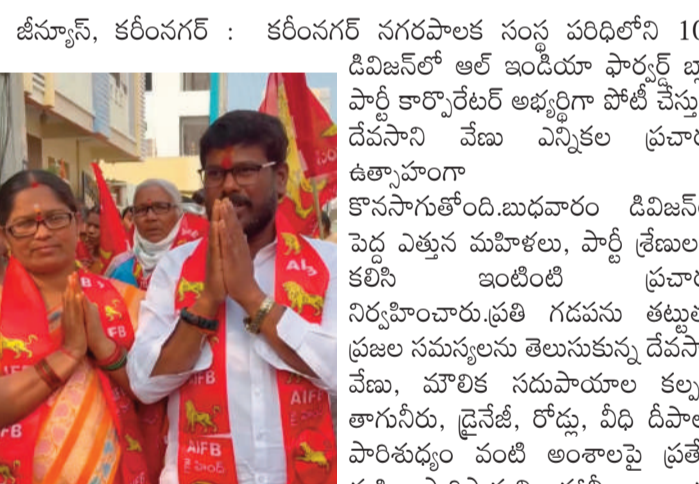 జీన్యూస్, కరీంనగర్ : కరీంనగర్ నగరపాలక సంస్థ పరిధిలోని 10
డివిజన్‌లో ఆల్ ఇండియా ఫార్వర్డ్
పార్టీ కార్పొరేటర్ అభ్యర్థిగా పోటీ
దేవసాని వేణు ఎన్నికల
ఉత్సాహంగా
కొనసాగుతోంది.బుధవారం
పెద్ద ఎత్తున మహిళలు, పార్టీ
కలిసి ఇంటింటి
నిర్వహించారు.ప్రతి గడపను
ప్రజల సమస్యలను తెలుసుకున్న
వేణు, మౌలిక సదుపాయాల
తాగునీరు, డ్రైనేజీ, రోడ్లు, వీధి
పారిశుధ్యం వంటి అంశాలపై
AIFB
AIFB
AIFB
జై హింద్